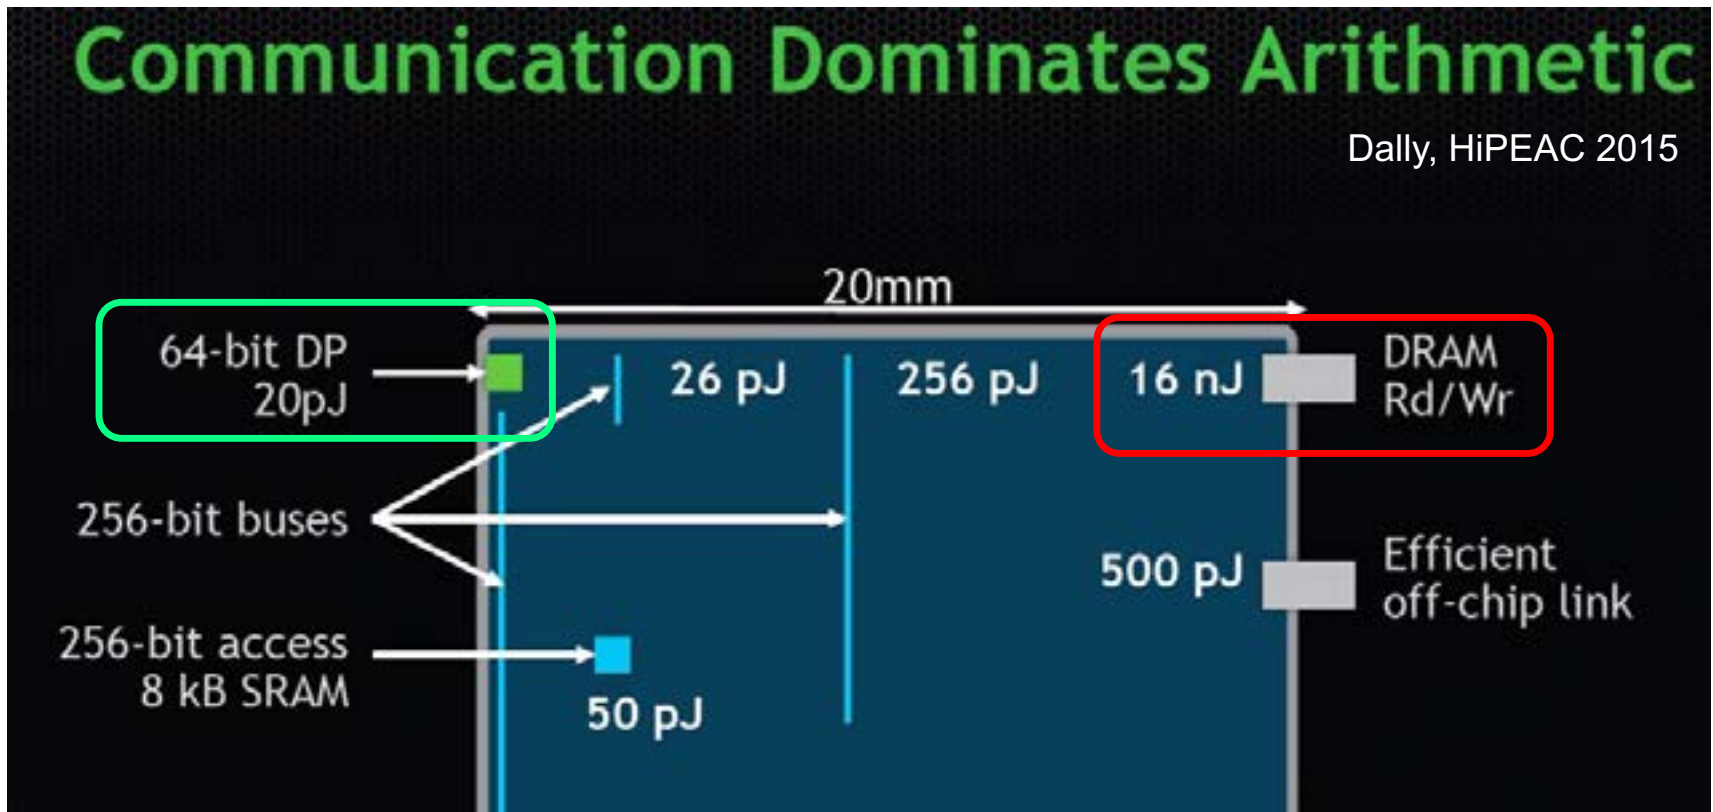 Communication Dominates Arithmetic
Dally, HiPEAC 2015
20mm
64-bit DP
20pJ
26 pJ
256 pJ
16 nJ
DRAM
Rd/Wr
256-bit buses
500 pJ
Efficient
off-chip link
256-bit access
8 kB SRAM
50 pJ